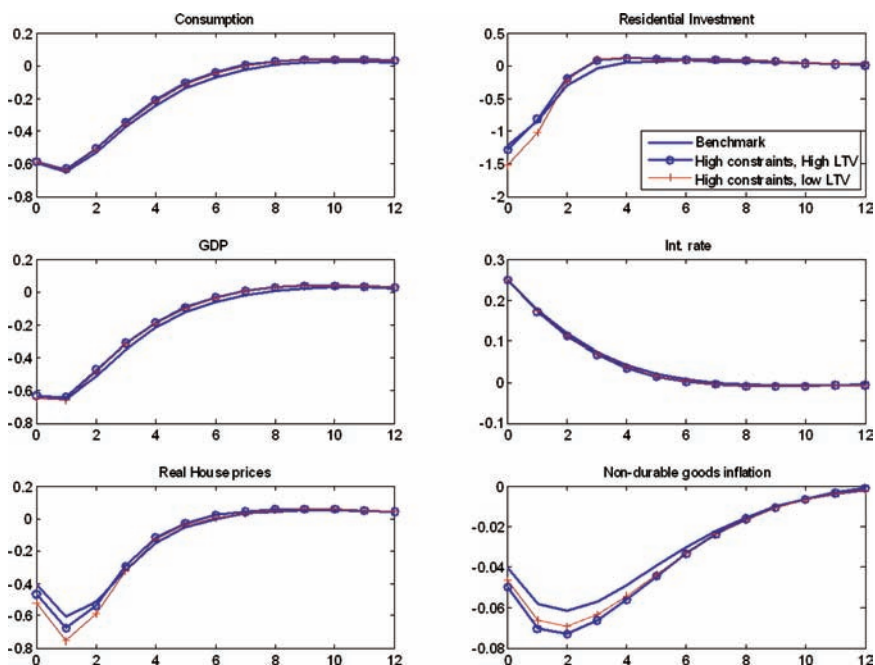 Consumption
0.2
0
-0.2
-0.4
-0.6
-0.8
0 2 4 6 8 10 12
Residential Investment
0.5
0
-0.5
-1
-1.5
-2
0 2 4 6 8 10 12
Benchmark
High constraints, High LTV
High constraints, low LTV
GDP
0.2
0
-0.2
-0.4
-0.6
-0.8
0 2 4 6 8 10 12
Int. rate
0.3
0.2
0.1
0
-0.1
0 2 4 6 8 10 12
Real House prices
0.2
0
-0.2
-0.4
-0.6
-0.8
0 2 4 6 8 10 12
Non-durable goods inflation
0
-0.02
-0.04
-0.06
-0.08
0 2 4 6 8 10 12